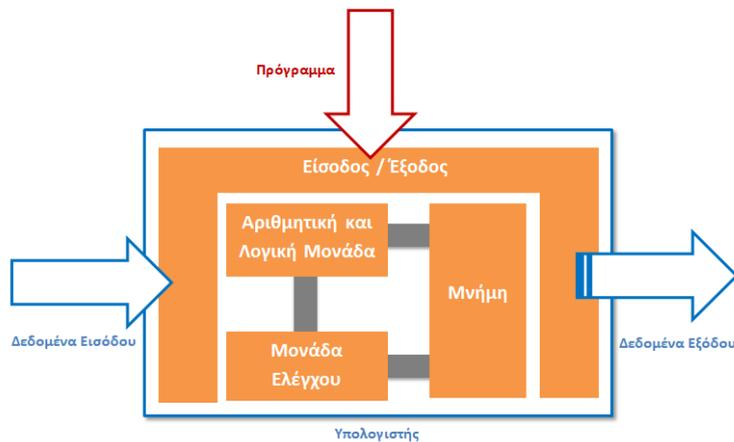 Πρόγραμμα
Είσοδος / Έξοδος
Αριθμητική και
Λογική Μονάδα
Μνήμη
Μονάδα
Ελέγχου
Δεδομένα Εισόδου
Δεδομένα Εξόδου
Υπολογιστής